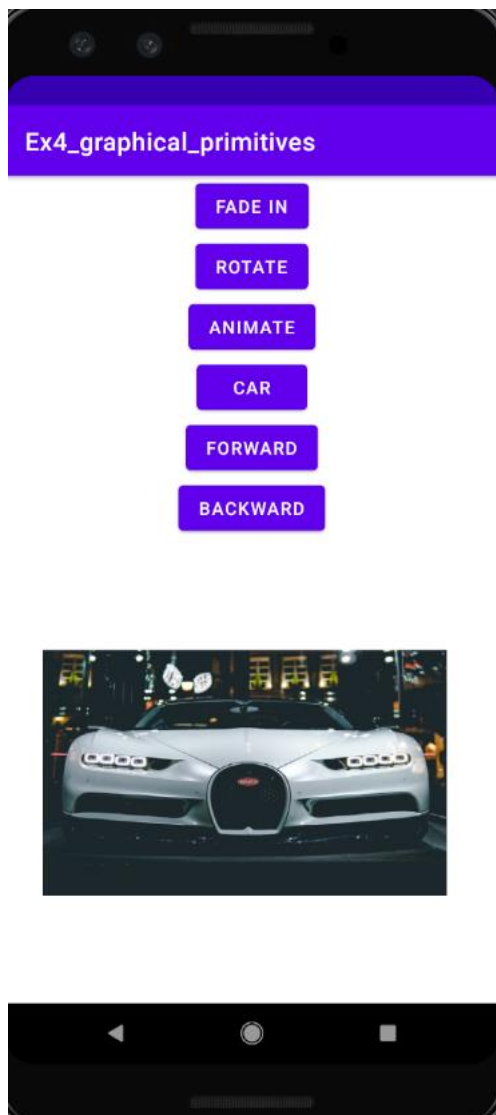 Ex4_graphical_primitives
FADE IN
ROTATE
ANIMATE
CAR
FORWARD
BACKWARD